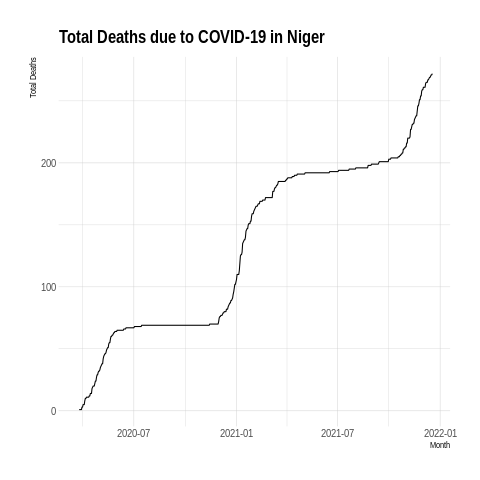 Total Deaths due to COVID-19 in Niger
Total Deaths
200
100
0
2020-07 2021-01 2021-07 2022-01
Month